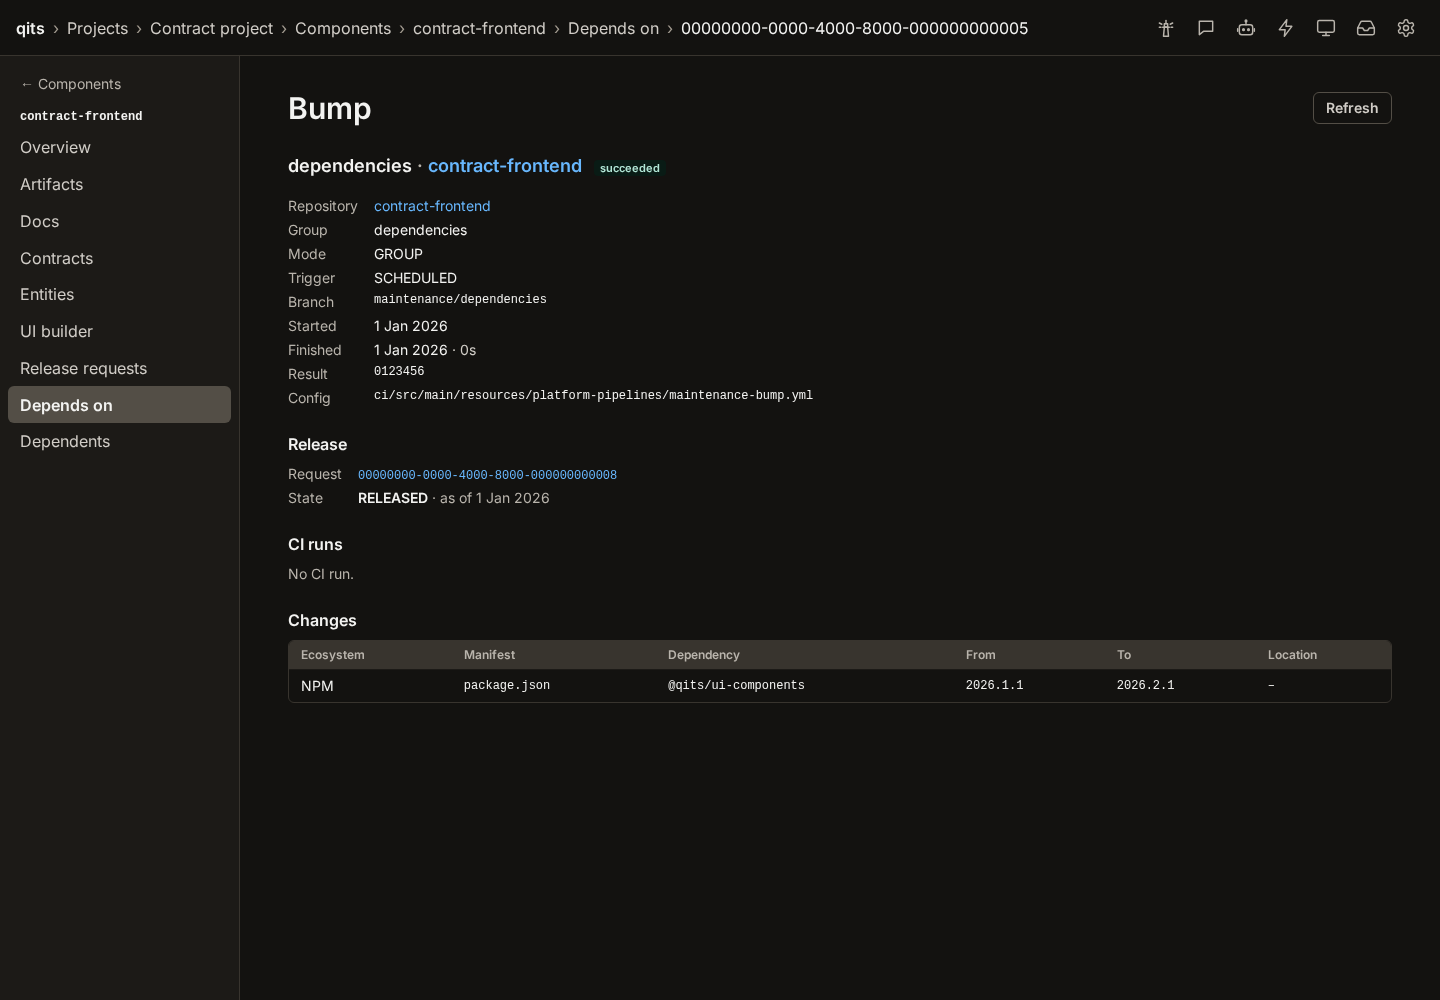 qits › Projects › Contract project › Components › contract-frontend › Depends on › 00000000-0000-4000-8000-000000000005
← Components
contract-frontend
Overview
Artifacts
Docs
Contracts
Entities
UI builder
Release requests
Depends on
Dependents
Bump
Refresh
dependencies · contract-frontend succeeded
Repository contract-frontend
Group dependencies
Mode GROUP
Trigger SCHEDULED
Branch maintenance/dependencies
Started 1 Jan 2026
Finished 1 Jan 2026 · 0s
Result 0123456
Config ci/src/main/resources/platform-pipelines/maintenance-bump.yml
Release
Request 00000000-0000-4000-8000-000000000008
State RELEASED · as of 1 Jan 2026
CI runs
No CI run.
Changes
Ecosystem Manifest Dependency From To Location
NPM package.json @qits/ui-components 2026.1.1 2026.2.1 –